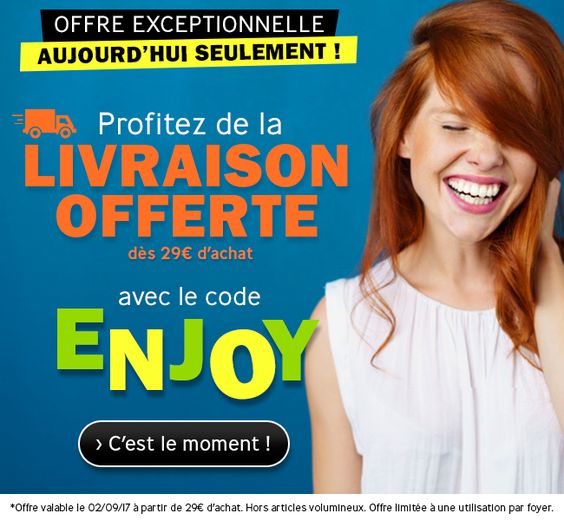 OFFRE EXCEPTIONNELLE
AUJOURD'HUI SEULEMENT !
Profitez de la
LIVRAISON
OFFERTE
dès 29€ d'achat
avec le code
ENJOY
› C'est le moment !
*Offre valable le 02/09/17 à partir de 29€ d'achat. Hors articles volumineux. Offre limitée à une utilisation par foyer.